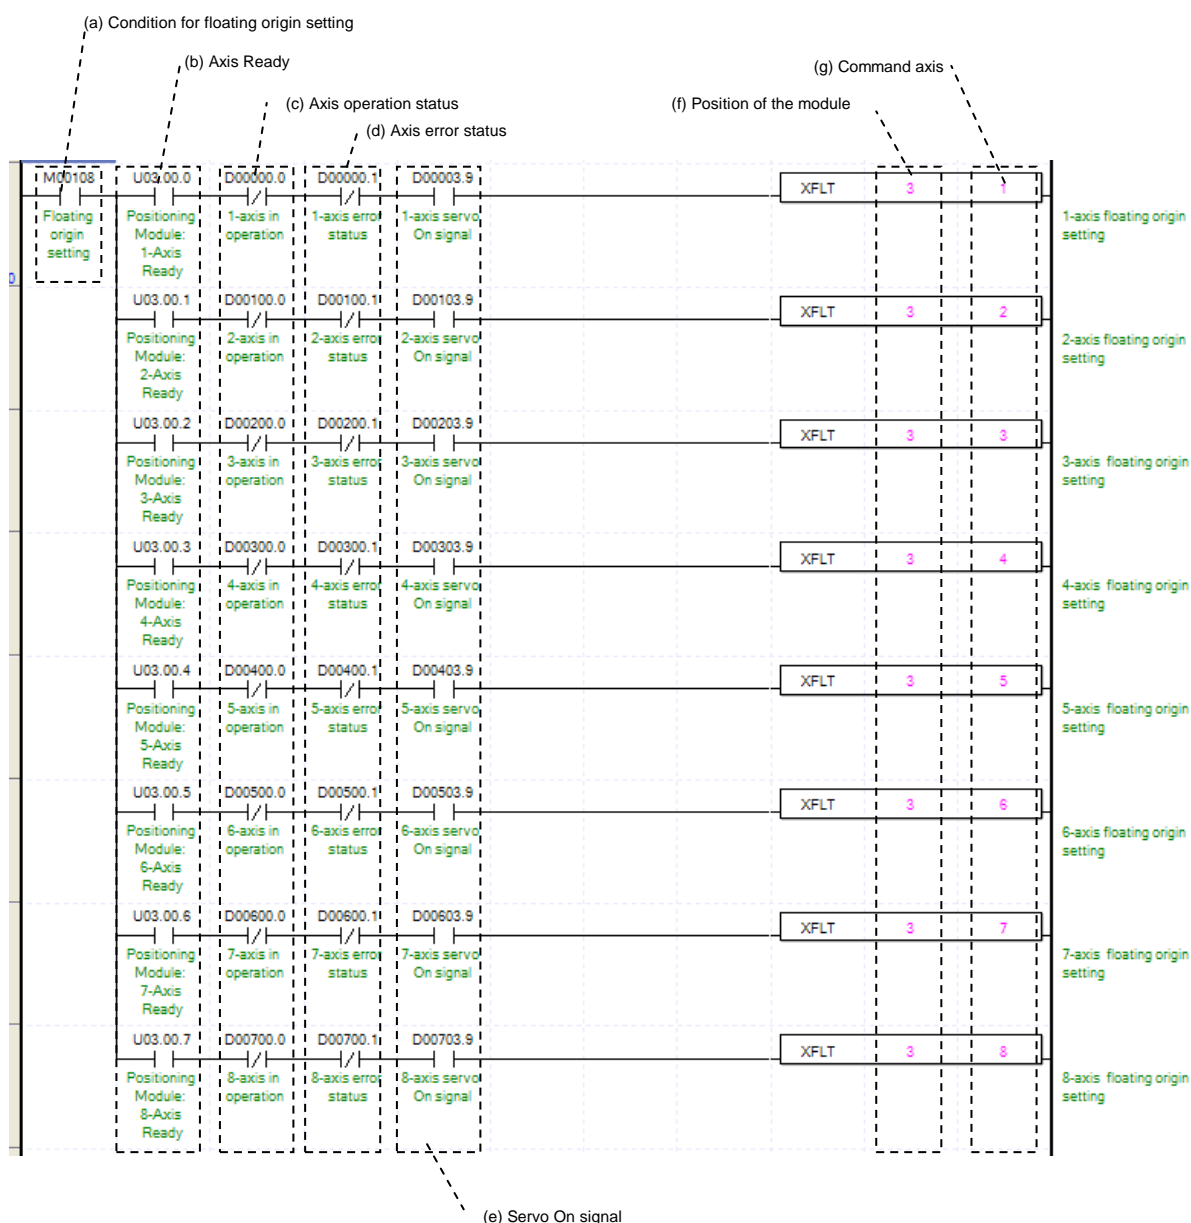 (a) Condition for floating origin setting
(b) Axis Ready
(g) Command axis
(c) Axis operation status
(f) Position of the module
(d) Axis error status
M00108 U03.00.0 D00000.0 D00000.1 D00003.9
XFLT 3 1
Floating origin setting
Positioning Module: 1-Axis Ready
1-axis in operation
1-axis error status
1-axis servo On signal
1-axis floating origin setting
0
U03.00.1 D00100.0 D00100.1 D00103.9
XFLT 3 2
Positioning Module: 2-Axis Ready
2-axis in operation
2-axis error status
2-axis servo On signal
2-axis floating origin setting
U03.00.2 D00200.0 D00200.1 D00203.9
XFLT 3 3
Positioning Module: 3-Axis Ready
3-axis in operation
3-axis error status
3-axis servo On signal
3-axis floating origin setting
U03.00.3 D00300.0 D00300.1 D00303.9
XFLT 3 4
Positioning Module: 4-Axis Ready
4-axis in operation
4-axis error status
4-axis servo On signal
4-axis floating origin setting
U03.00.4 D00400.0 D00400.1 D00403.9
XFLT 3 5
Positioning Module: 5-Axis Ready
5-axis in operation
5-axis error status
5-axis servo On signal
5-axis floating origin setting
U03.00.5 D00500.0 D00500.1 D00503.9
XFLT 3 6
Positioning Module: 6-Axis Ready
6-axis in operation
6-axis error status
6-axis servo On signal
6-axis floating origin setting
U03.00.6 D00600.0 D00600.1 D00603.9
XFLT 3 7
Positioning Module: 7-Axis Ready
7-axis in operation
7-axis error status
7-axis servo On signal
7-axis floating origin setting
U03.00.7 D00700.0 D00700.1 D00703.9
XFLT 3 8
Positioning Module: 8-Axis Ready
8-axis in operation
8-axis error status
8-axis servo On signal
8-axis floating origin setting
(e) Servo On signal